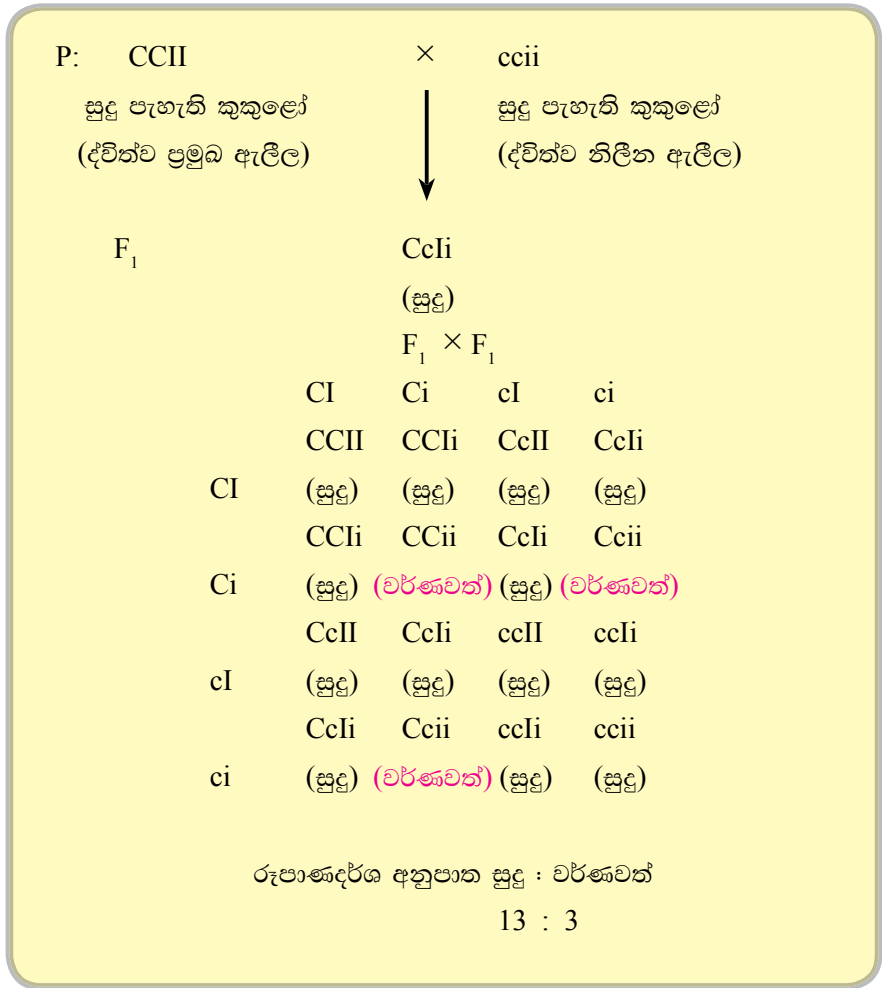 P: CCII × ccii
සුදු පැහැති කුකුළෝ සුදු පැහැති කුකුළෝ
(ද්විත්ව ප්‍රමුඛ ඇලීල) (ද්විත්ව නිලීන ඇලීල)
F₁ CcIi
(සුදු)
F₁ × F₁
CI Ci cI ci
CCII CCIi CcII CcIi
CI (සුදු) (සුදු) (සුදු) (සුදු)
CCIi CCii CcIi Ccii
Ci (සුදු) (වර්ණවත්) (සුදු) (වර්ණවත්)
CcII CcIi ccII ccIi
cI (සුදු) (සුදු) (සුදු) (සුදු)
CcIi Ccii ccIi ccii
ci (සුදු) (වර්ණවත්) (සුදු) (සුදු)
රූපාණදර්ශ අනුපාත සුදු : වර්ණවත්
13 : 3